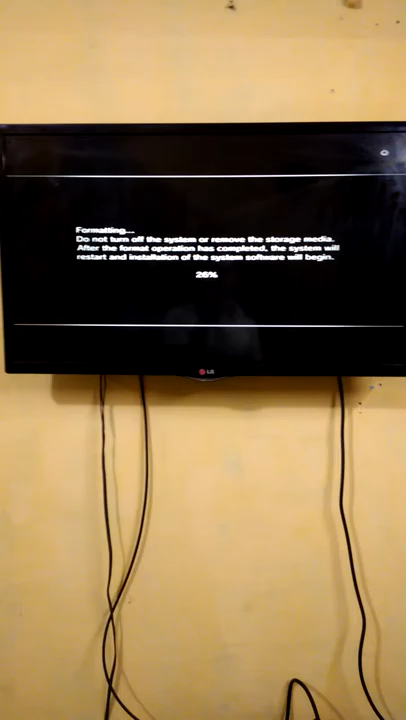 Formatting...
Do not turn off the system or remove the storage media.
After the format operation has completed, the system will
restart and installation of the system software will begin.
26%
LG